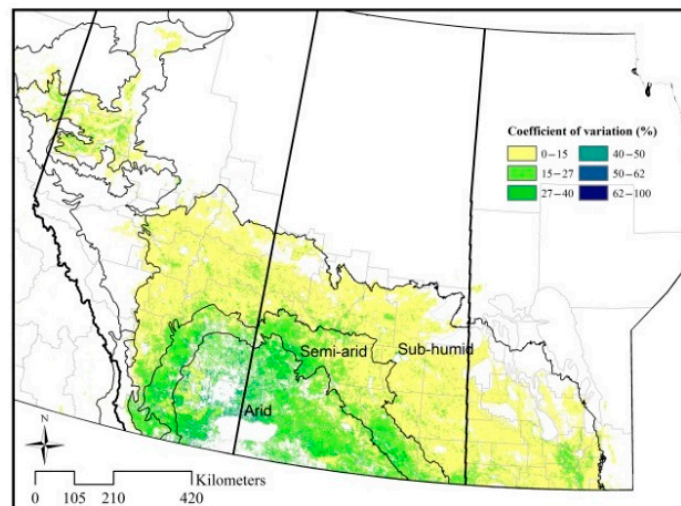 Coefficient of variation (%)
0–15 40–50
15–27 50–62
27–40 62–100
Semi-arid Sub-humid
Arid
N
Kilometers
0 105 210 420